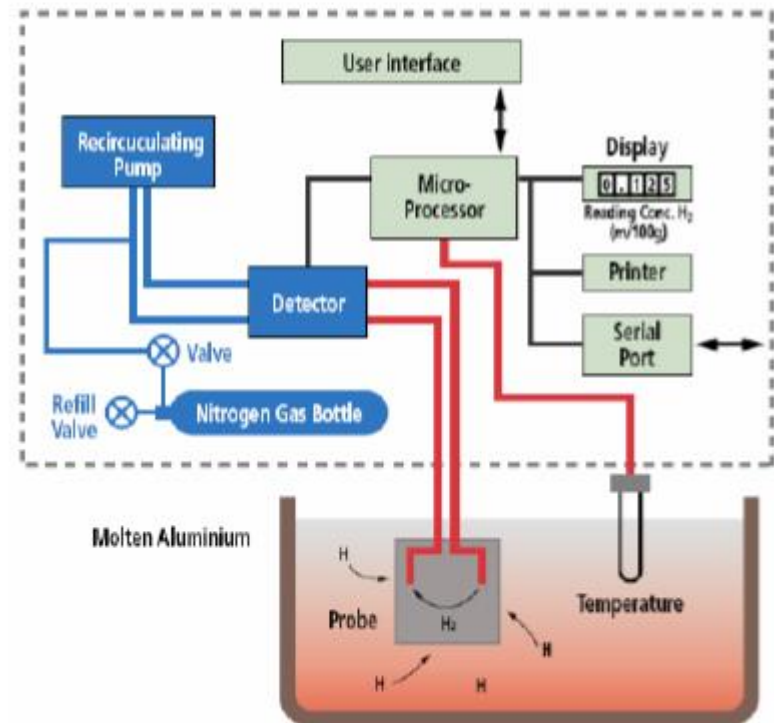 User Interface
Recircuculating
Pump
Micro-
Processor
Display
0.125
Reading Conc. H₂
(m/100g)
Detector
Printer
Serial
Port
Valve
Refill
Valve
Nitrogen Gas Bottle
Molten Aluminium
H
Probe
H₂
H
H
H
Temperature